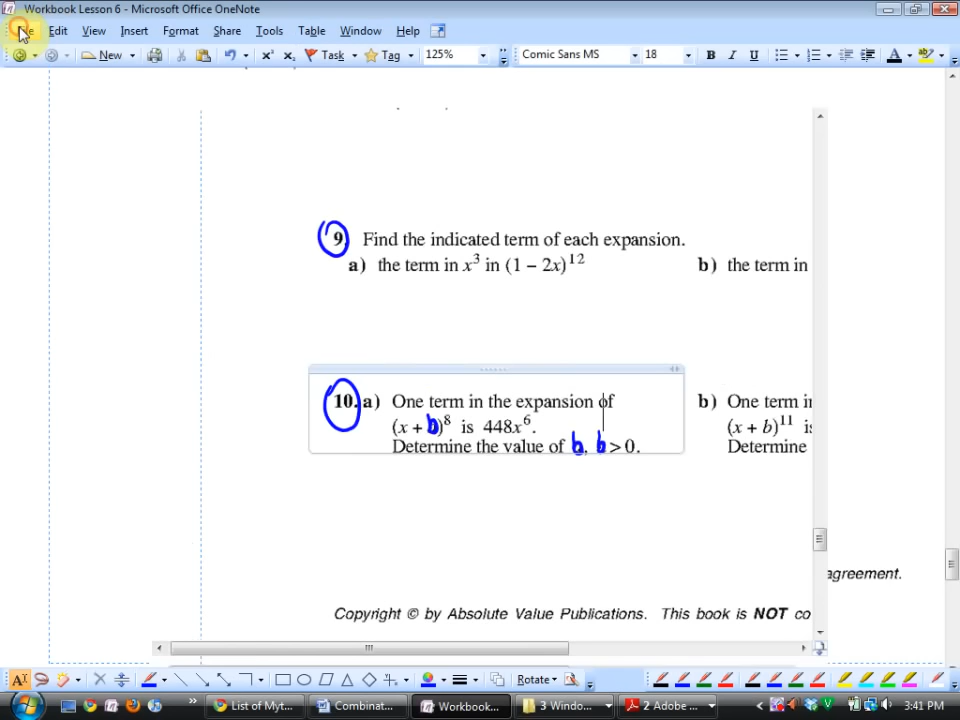 Workbook Lesson 6 - Microsoft Office OneNote
File Edit View Insert Format Share Tools Table Window Help
New Task Tag 125% Comic Sans MS 18 B I U
9. Find the indicated term of each expansion.
a) the term in x³ in (1 − 2x)¹² b) the term in
10. a) One term in the expansion of b) One term in
(x + b)⁸ is 448x⁶. (x + b)¹¹ is
Determine the value of b, b > 0. Determine
agreement.
Copyright © by Absolute Value Publications. This book is NOT co
Rotate
List of Myt... Combinat... Workbook... 3 Windo... 2 Adobe ... 3:41 PM